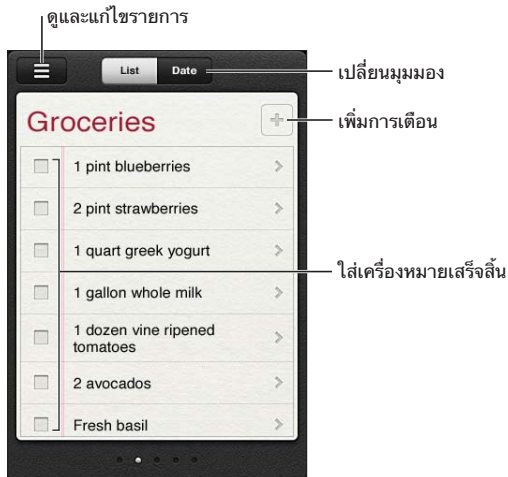 ดูและแก้ไขรายการ
List Date
เปลี่ยนมุมมอง
Groceries
เพิ่มการเตือน
1 pint blueberries
2 pint strawberries
1 quart greek yogurt
ใส่เครื่องหมายเสร็จสิ้น
1 gallon whole milk
1 dozen vine ripened
tomatoes
2 avocados
Fresh basil